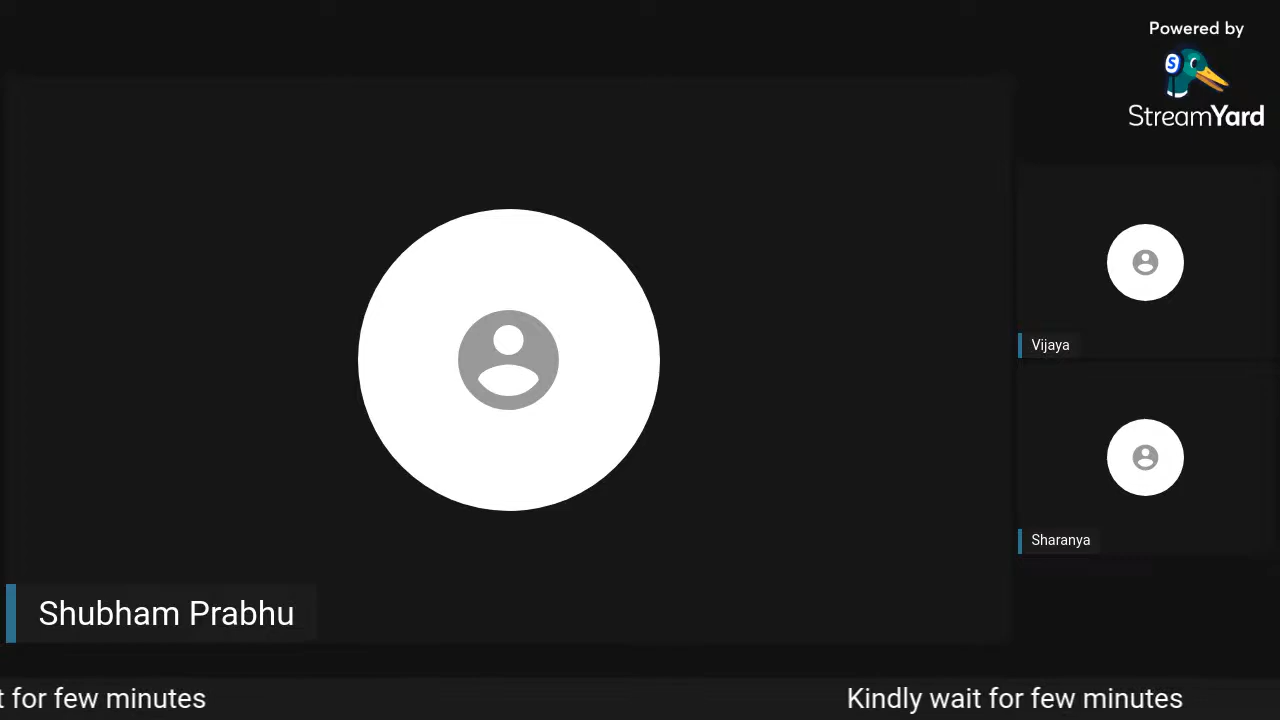 Powered by
S
StreamYard
Vijaya
Sharanya
Shubham Prabhu
t for few minutes
Kindly wait for few minutes